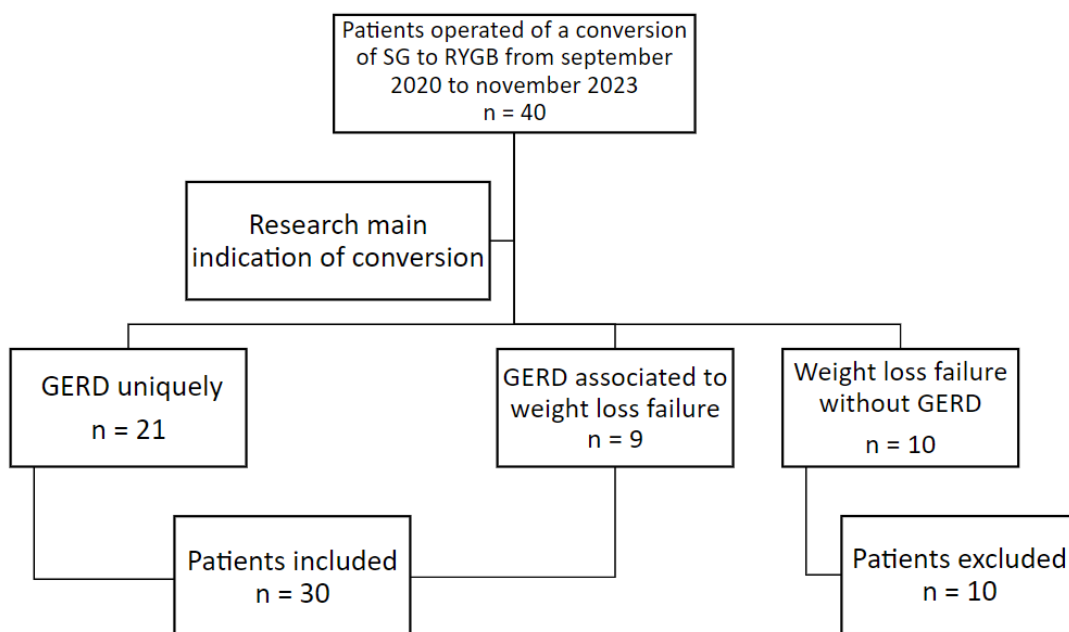 Patients operated of a conversion
of SG to RYGB from september
2020 to november 2023
n = 40
Research main
indication of conversion
GERD uniquely
n = 21
GERD associated to
weight loss failure
n = 9
Weight loss failure
without GERD
n = 10
Patients included
n = 30
Patients excluded
n = 10